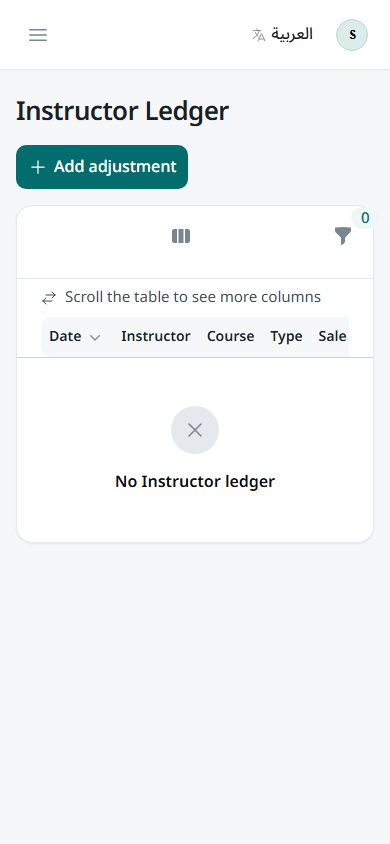 العربية
S
Instructor Ledger
Add adjustment
0
Scroll the table to see more columns
Date Instructor Course Type Sale
No Instructor ledger